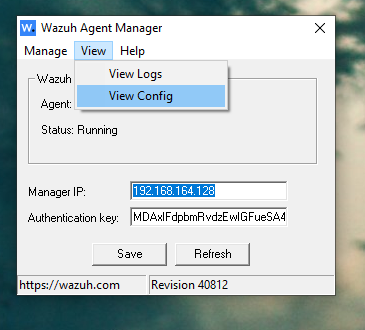 W. Wazuh Agent Manager
Manage View Help
View Logs
View Config
Wazuh
Agent:
Status: Running
Manager IP: 192.168.164.128
Authentication key: MDAxIFdpbmRvdzEwIGFueSA4
Save Refresh
https://wazuh.com Revision 40812